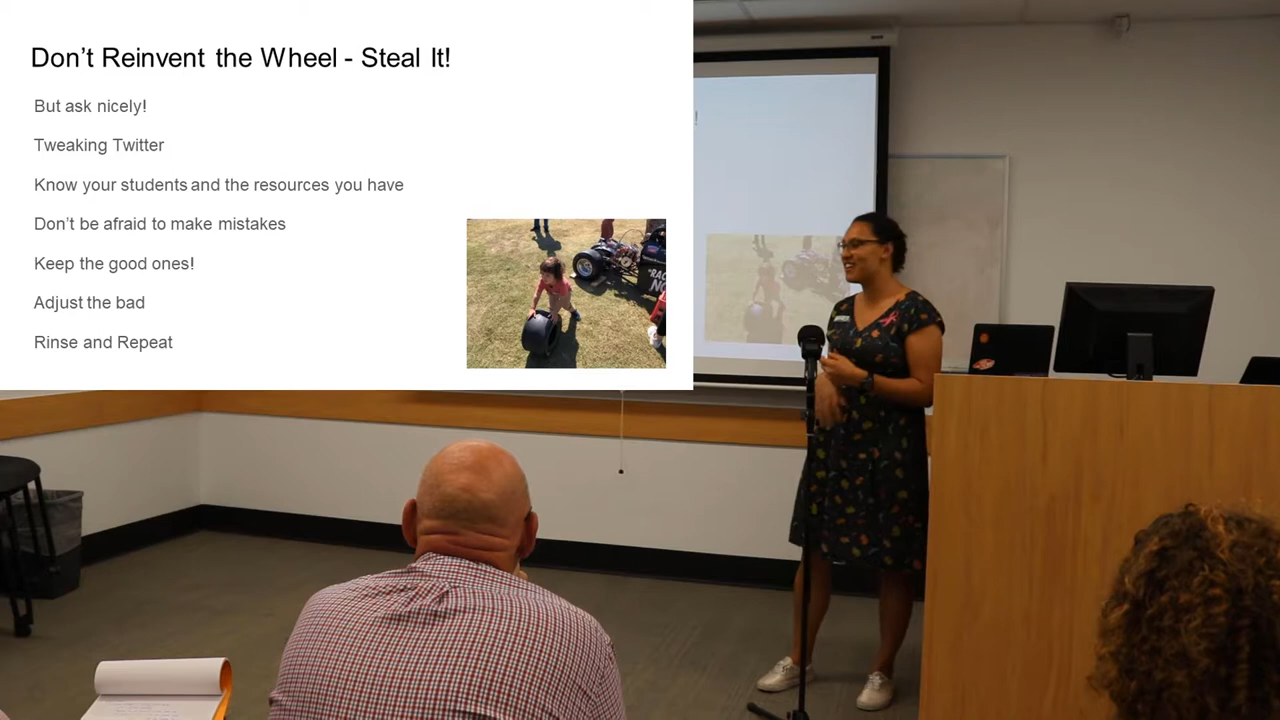 Don't Reinvent the Wheel - Steal It!
But ask nicely!
Tweaking Twitter
Know your students and the resources you have
Don't be afraid to make mistakes
Keep the good ones!
Adjust the bad
Rinse and Repeat
!